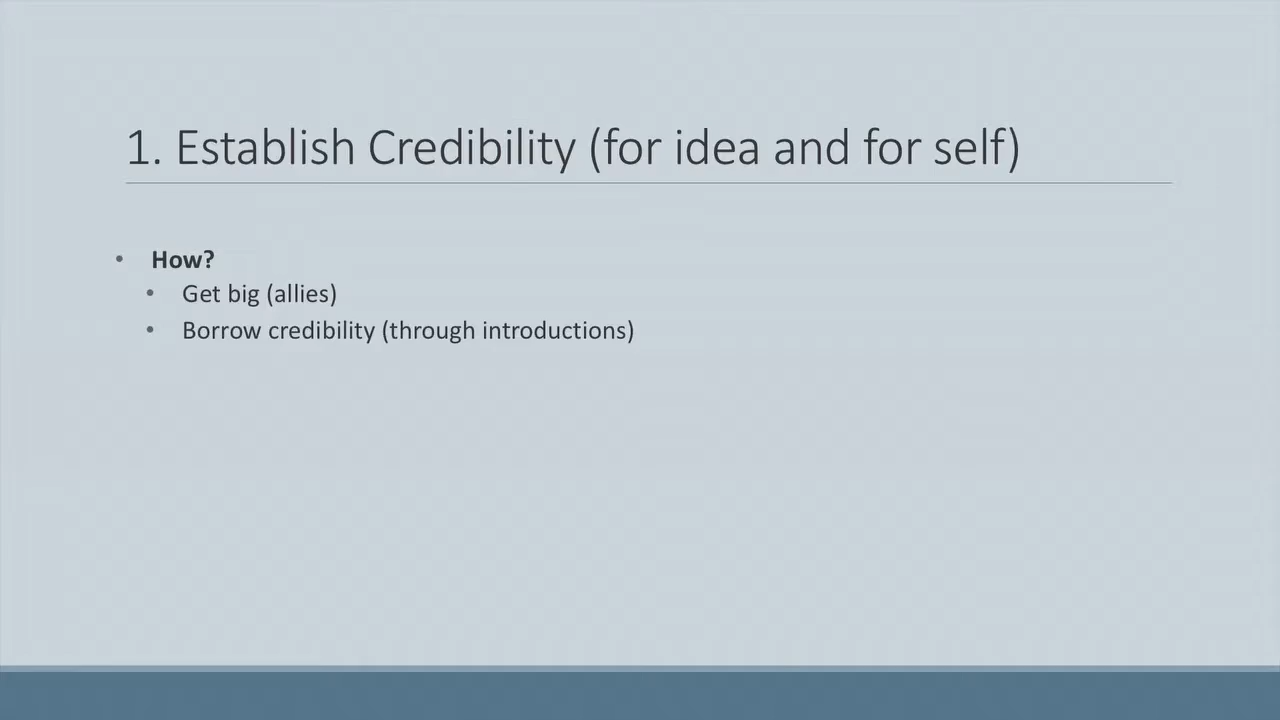 1. Establish Credibility (for idea and for self)
• How?
• Get big (allies)
• Borrow credibility (through introductions)